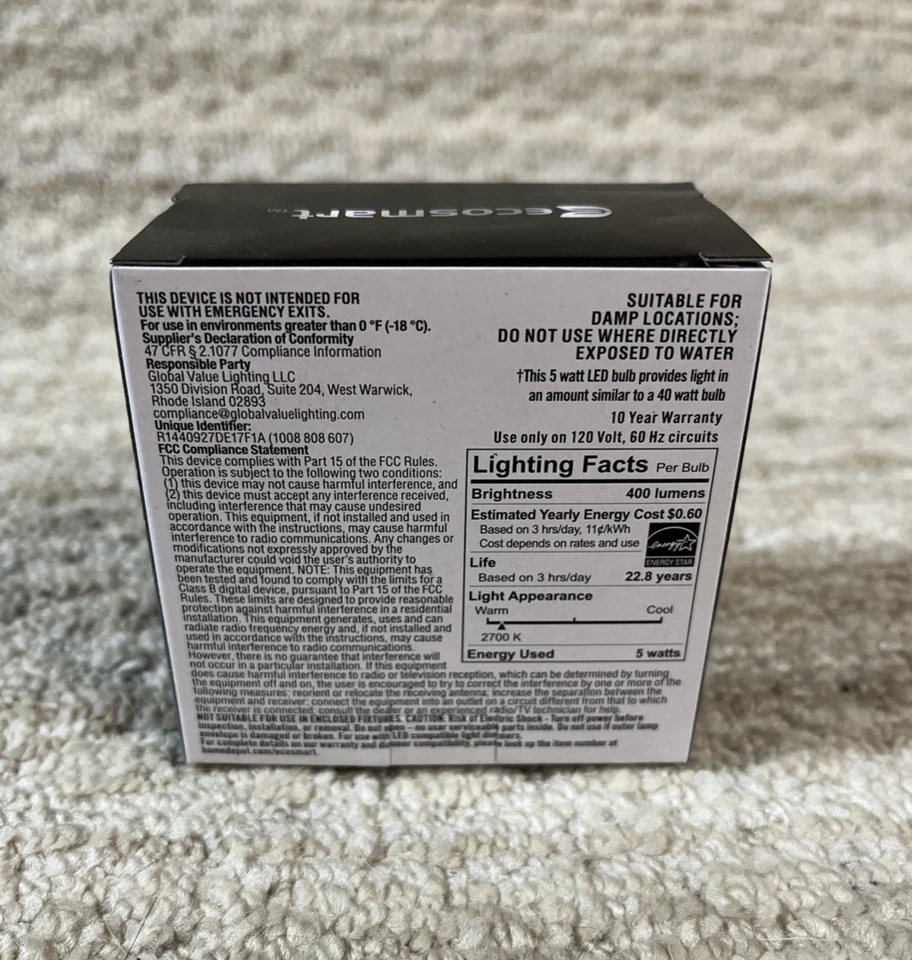 ecosmart™
THIS DEVICE IS NOT INTENDED FOR
USE WITH EMERGENCY EXITS.
For use in environments greater than 0 °F (-18 °C).
Supplier's Declaration of Conformity
47 CFR § 2.1077 Compliance Information
Responsible Party
Global Value Lighting LLC
1350 Division Road, Suite 204, West Warwick,
Rhode Island 02893
compliance@globalvaluelighting.com
Unique Identifier:
R1440927DE17F1A (1008 808 607)
FCC Compliance Statement
This device complies with Part 15 of the FCC Rules.
Operation is subject to the following two conditions:
(1) this device may not cause harmful interference, and
(2) this device must accept any interference received,
including interference that may cause undesired
operation. This equipment, if not installed and used in
accordance with the instructions, may cause harmful
interference to radio communications. Any changes or
modifications not expressly approved by the
manufacturer could void the user's authority to
operate the equipment. NOTE: This equipment has
been tested and found to comply with the limits for a
Class B digital device, pursuant to Part 15 of the FCC
Rules. These limits are designed to provide reasonable
protection against harmful interference in a residential
installation. This equipment generates, uses and can
radiate radio frequency energy and, if not installed and
used in accordance with the instructions, may cause
harmful interference to radio communications.
However, there is no guarantee that interference will
not occur in a particular installation. If this equipment
does cause harmful interference to radio or television reception, which can be determined by turning
the equipment off and on, the user is encouraged to try to correct the interference by one or more of the
following measures: reorient or relocate the receiving antenna; increase the separation between the
equipment and receiver; connect the equipment into an outlet on a circuit different from that to which
the receiver is connected, consult the dealer or an experienced radio/TV technician for help.
NOT SUITABLE FOR USE IN ENCLOSED FIXTURES. CAUTION: Risk of Electric Shock - Turn off power before
inspection, installation, or removal. Do not open – no user serviceable parts inside. Do not use if outer lamp
envelope is damaged or broken. For use with LED compatible light dimmers.
For complete details on our warranty and dimmer compatibility, please look up the item number at
homedepot.com/ecosmart.
SUITABLE FOR
DAMP LOCATIONS;
DO NOT USE WHERE DIRECTLY
EXPOSED TO WATER
†This 5 watt LED bulb provides light in
an amount similar to a 40 watt bulb
10 Year Warranty
Use only on 120 Volt, 60 Hz circuits
Lighting Facts Per Bulb
Brightness 400 lumens
Estimated Yearly Energy Cost $0.60
Based on 3 hrs/day, 11¢/kWh
Cost depends on rates and use
energy
ENERGY STAR
Life
Based on 3 hrs/day 22.8 years
Light Appearance
Warm Cool
2700 K
Energy Used 5 watts